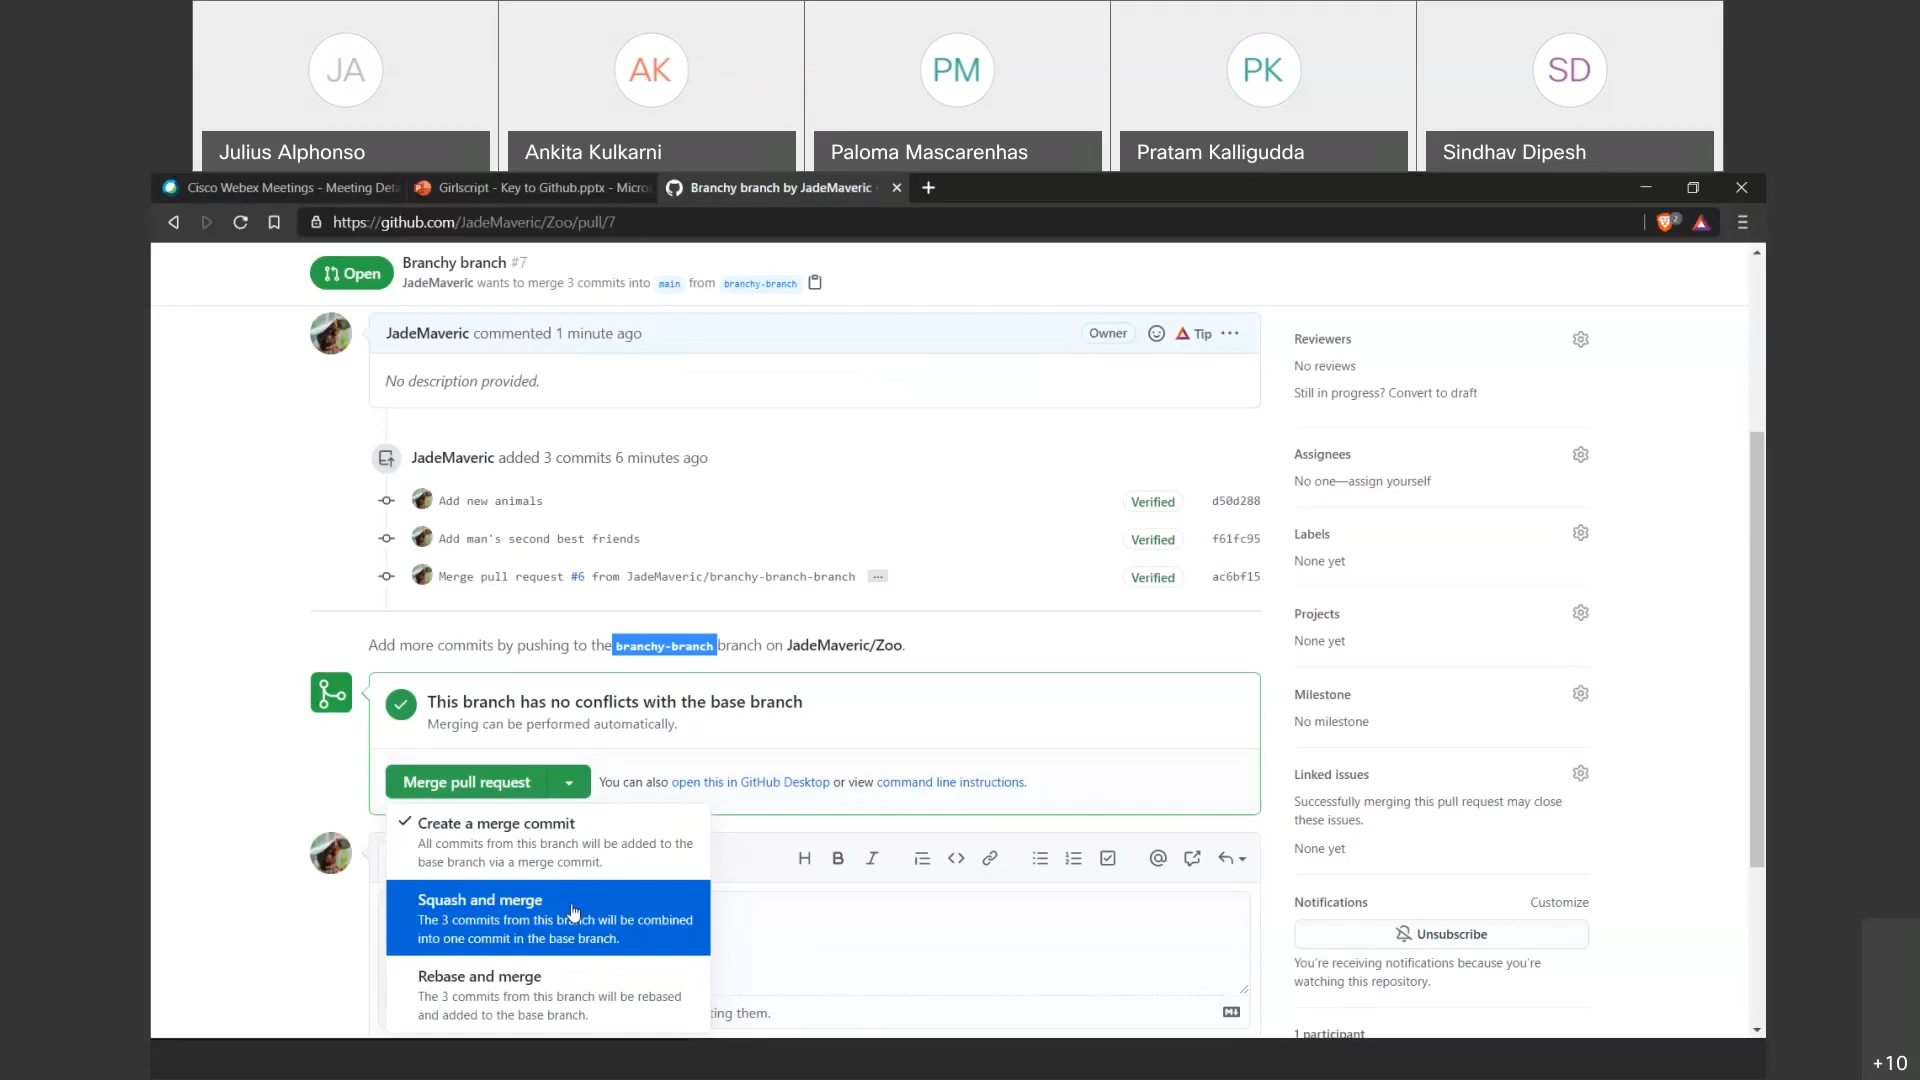 JA
AK
PM
PK
SD
Julius Alphonso
Ankita Kulkarni
Paloma Mascarenhas
Pratam Kalligudda
Sindhav Dipesh
Cisco Webex Meetings - Meeting Deta
Girlscript - Key to Github.pptx - Micro
Branchy branch by JadeMaveric
https://github.com/JadeMaveric/Zoo/pull/7
2
Open
Branchy branch #7
JadeMaveric wants to merge 3 commits into main from branchy-branch
JadeMaveric commented 1 minute ago
Owner
Tip
No description provided.
JadeMaveric added 3 commits 6 minutes ago
Add new animals
Verified
d50d288
Add man's second best friends
Verified
f61fc95
Merge pull request #6 from JadeMaveric/branchy-branch-branch
Verified
ac6bf15
Add more commits by pushing to the branchy-branch branch on JadeMaveric/Zoo.
This branch has no conflicts with the base branch
Merging can be performed automatically.
Merge pull request
You can also open this in GitHub Desktop or view command line instructions.
Create a merge commit
All commits from this branch will be added to the
base branch via a merge commit.
Squash and merge
The 3 commits from this branch will be combined
into one commit in the base branch.
Rebase and merge
The 3 commits from this branch will be rebased
and added to the base branch.
H B I
ting them.
Reviewers
No reviews
Still in progress? Convert to draft
Assignees
No one—assign yourself
Labels
None yet
Projects
None yet
Milestone
No milestone
Linked issues
Successfully merging this pull request may close
these issues.
None yet
Notifications
Customize
Unsubscribe
You're receiving notifications because you're
watching this repository.
1 participant
+10